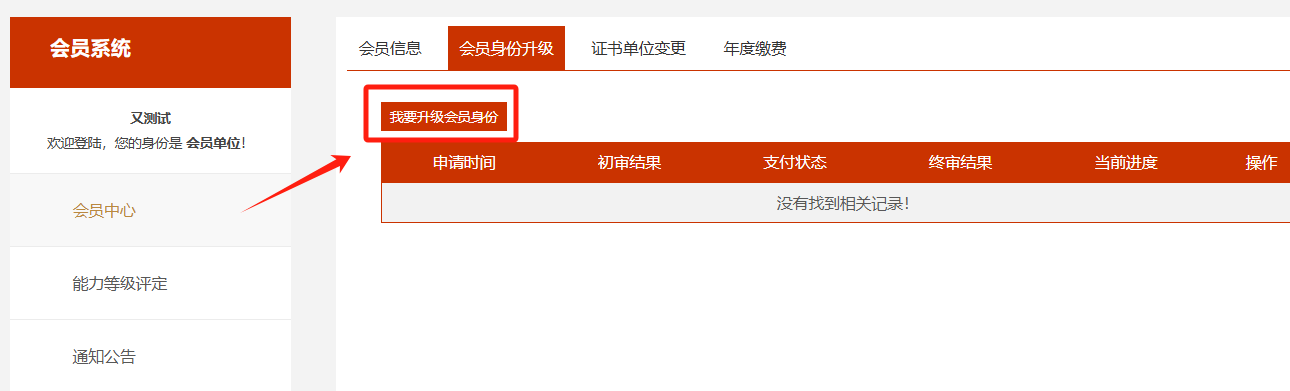 会员系统
又测试
欢迎登陆，您的身份是 会员单位！
会员中心
能力等级评定
通知公告
会员信息 会员身份升级 证书单位变更 年度缴费
我要升级会员身份
申请时间 初审结果 支付状态 终审结果 当前进度 操作
没有找到相关记录！